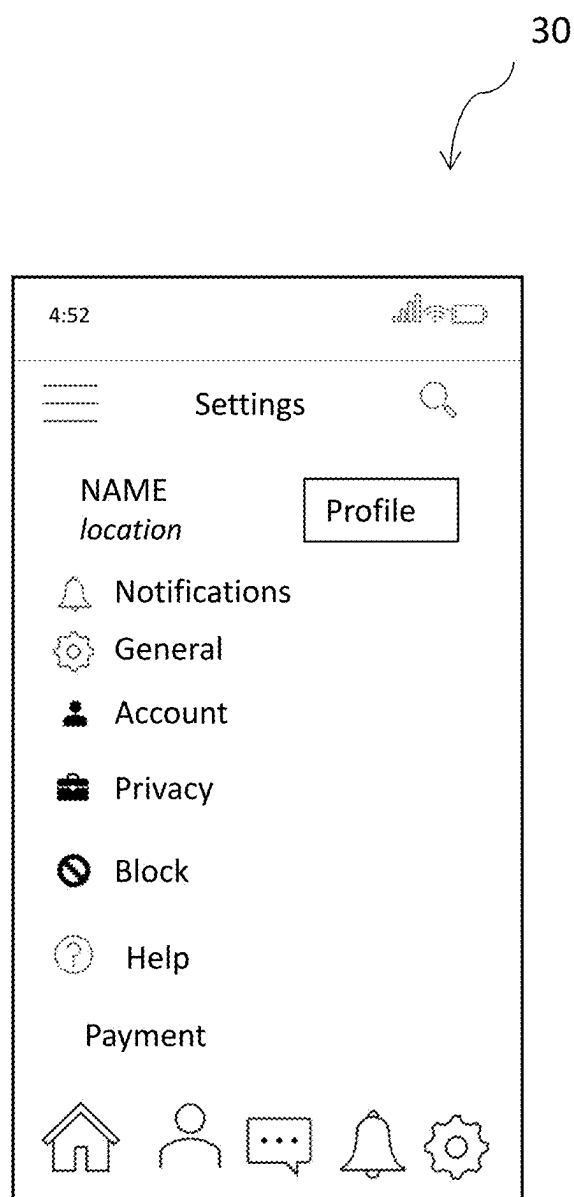 30
4:52
Settings
NAME
location
Profile
Notifications
General
Account
Privacy
Block
? Help
Payment